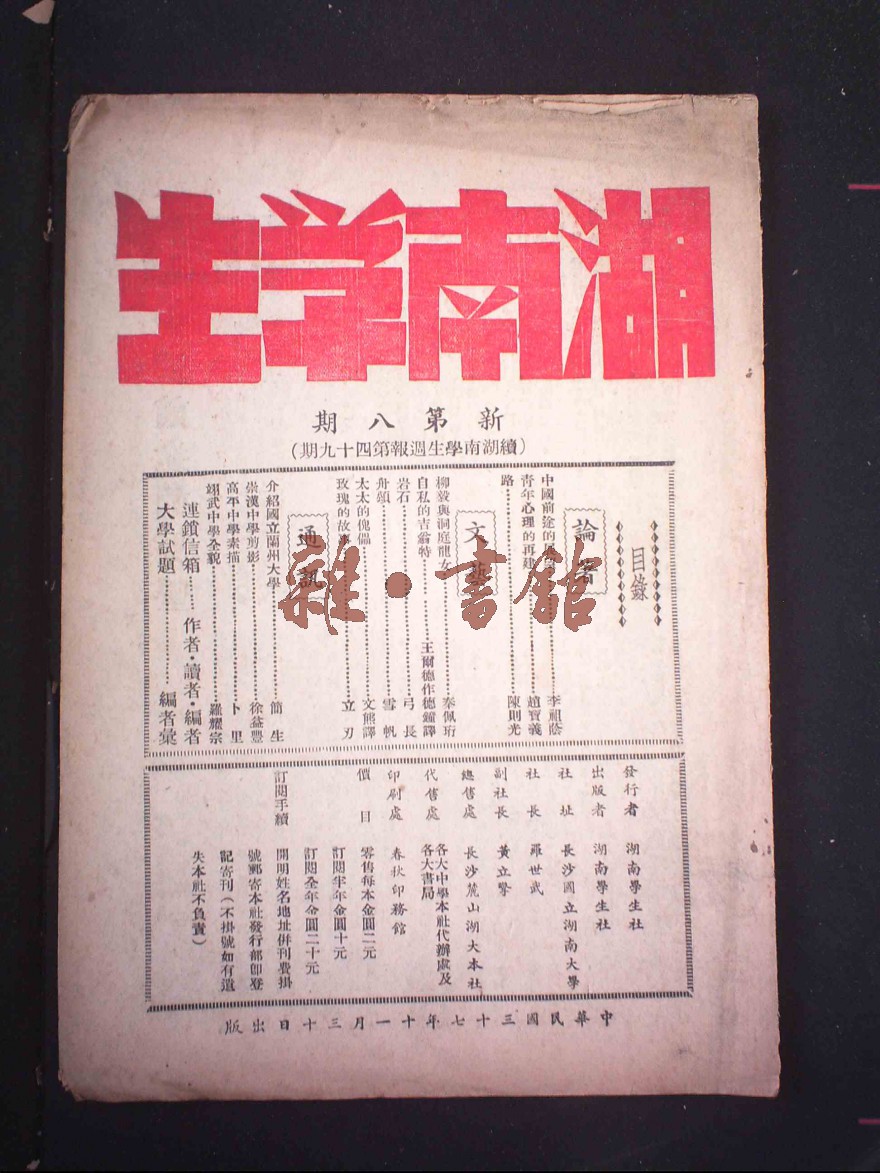 湖南学生
新第八期
（續湖南學生週報第四十九期）
目錄
論著
中國前途的展望……李祖蔭
青年心理的再建……趙寶義
路……陳則光
文藝
柳毅與洞庭龍女……秦佩珩
自私的吉翁特……王爾德作德鐘譯
岩石……弓長
舟頌……雪帆
太太的傀儡……文熊譯
玫瑰的故事……立刃
通訊
介紹國立蘭州大學……簡生
崇漢中學剪影……徐益豐
高平中學素描……卜里
翊武中學全貌……羅耀宗
連鎖信箱……作者・讀者・編者
大學試題……編者彙
發行者 湖南學生社
出版者 湖南學生社
社址 長沙國立湖南大學
社長 羅世武
副社長 黃立擎
總售處 長沙麓山湖大本社
代售處 各大中學本社代辦處及各大書局
印刷處 春秋印務館
價目 零售每本金圓二元
訂閱半年金圓十元
訂閱全年金圓二十元
訂閱手續 開明姓名地址併刊費掛
號郵寄本社發行部即登
記寄刊（不掛號如有遺
失本社不負責）
中華民國三十七年十一月三十日出版
雜・書館